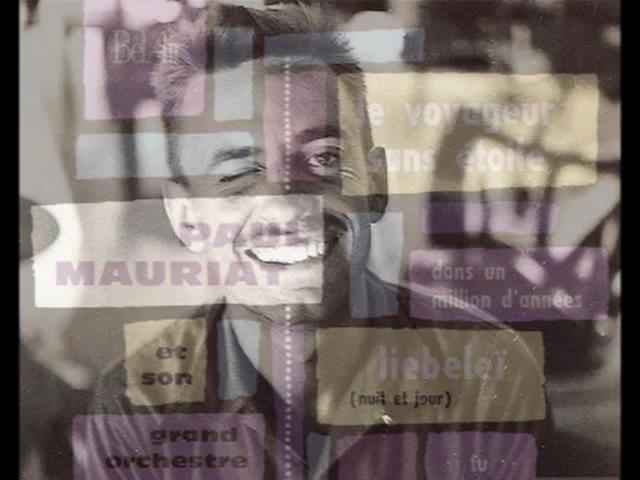 Bel Air
le voyageur
sans étoile
PAUL
MAURIAT
dans un
million d'années
et
son
liebeleï
(nuit et jour)
grand
orchestre
tu